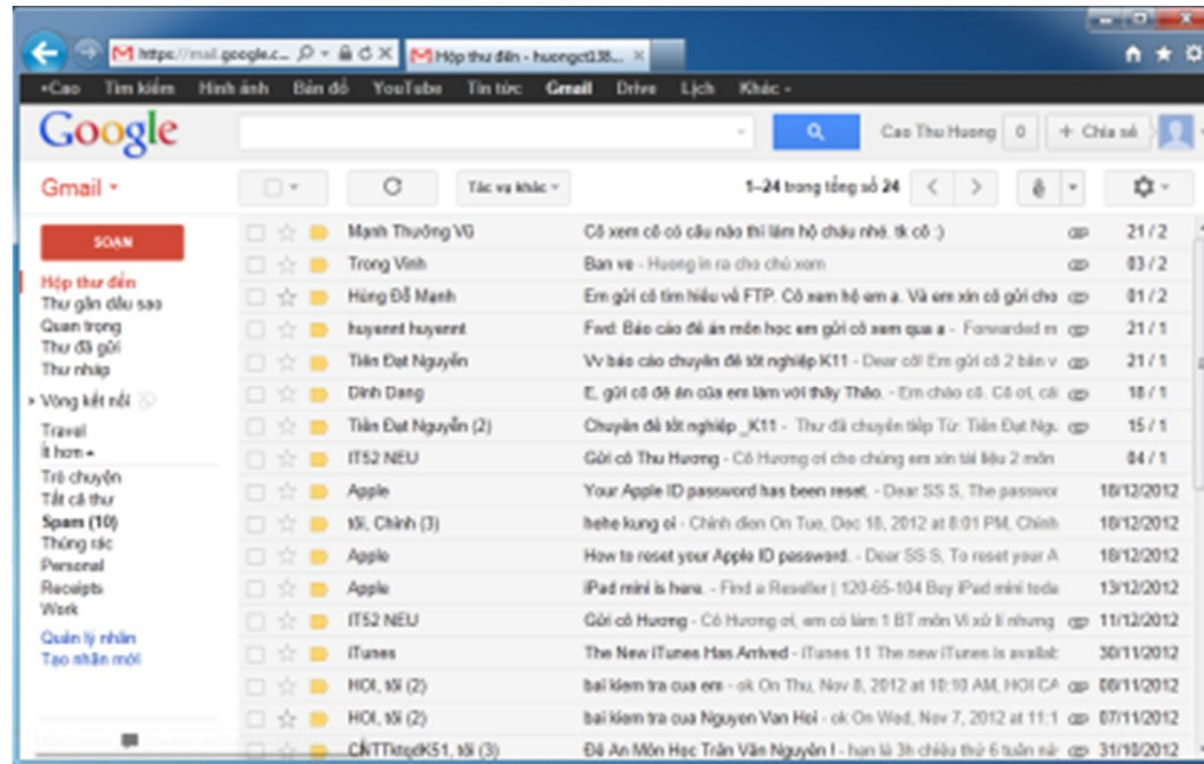 https://mail.google.c... Hộp thư đến - huongct138...
+Cao Tìm kiếm Hình ảnh Bản đồ YouTube Tin tức Gmail Drive Lịch Khác
Google Cao Thu Huong 0 + Chia sẻ
Gmail Tác vụ khác 1–24 trong tổng số 24
SOẠN
Hộp thư đến
Thư gắn dấu sao
Quan trọng
Thư đã gửi
Thư nháp
Vòng kết nối
Travel
Ít hơn
Trò chuyện
Tất cả thư
Spam (10)
Thùng rác
Personal
Receipts
Work
Quản lý nhãn
Tạo nhãn mới
Mạnh Thường Vũ Cô xem cô có câu nào thì làm hộ cháu nhé. tk cô :) 21/2
Trong Vinh Ban ve - Huong in ra cho chú xem 03/2
Hùng Đỗ Mạnh Em gửi cô tìm hiểu về FTP. Cô xem hộ em a. Và em xin cô gửi cho 01/2
huyennt huyennt Fwd: Báo cáo đề án môn học em gửi cô xem qua a - Forwarded m 21/1
Tiến Đạt Nguyễn Vv báo cáo chuyên đề tốt nghiệp K11 - Dear cô! Em gửi cô 2 bản v 21/1
Dinh Dang E, gửi cô đề án của em làm với thầy Thảo. - Em chào cô. Cô ơi, cái 18/1
Tiến Đạt Nguyễn (2) Chuyên đề tốt nghiệp _K11 - Thư đã chuyển tiếp Từ: Tiến Đạt Ngu 15/1
IT52 NEU Gửi cô Thu Hương - Cô Hương ơi cho chúng em xin tài liệu 2 môn 04/1
Apple Your Apple ID password has been reset. - Dear SS S, The passwor 18/12/2012
tôi, Chinh (3) hehe kung oi - Chinh dien On Tue, Dec 18, 2012 at 8:01 PM, Chinh 18/12/2012
Apple How to reset your Apple ID password. - Dear SS S, To reset your A 18/12/2012
Apple iPad mini is here. - Find a Reseller | 120-65-104 Buy iPad mini toda 13/12/2012
IT52 NEU Gửi cô Hương - Cô Hương ơi, em có làm 1 BT môn Vi xử lí nhưng 11/12/2012
iTunes The New iTunes Has Arrived - iTunes 11 The new iTunes is availab 30/11/2012
HOI, tôi (2) bai kiem tra cua em - ok On Thu, Nov 8, 2012 at 10:10 AM, HOI CA 08/11/2012
HOI, tôi (2) bai kiem tra cua Nguyen Van Hoi - ok On Wed, Nov 7, 2012 at 11:1 07/11/2012
tôi (3) Đề Án Môn Học Trần Văn Nguyên I - hạn là 3h chiều thứ 6 tuần này 31/10/2012